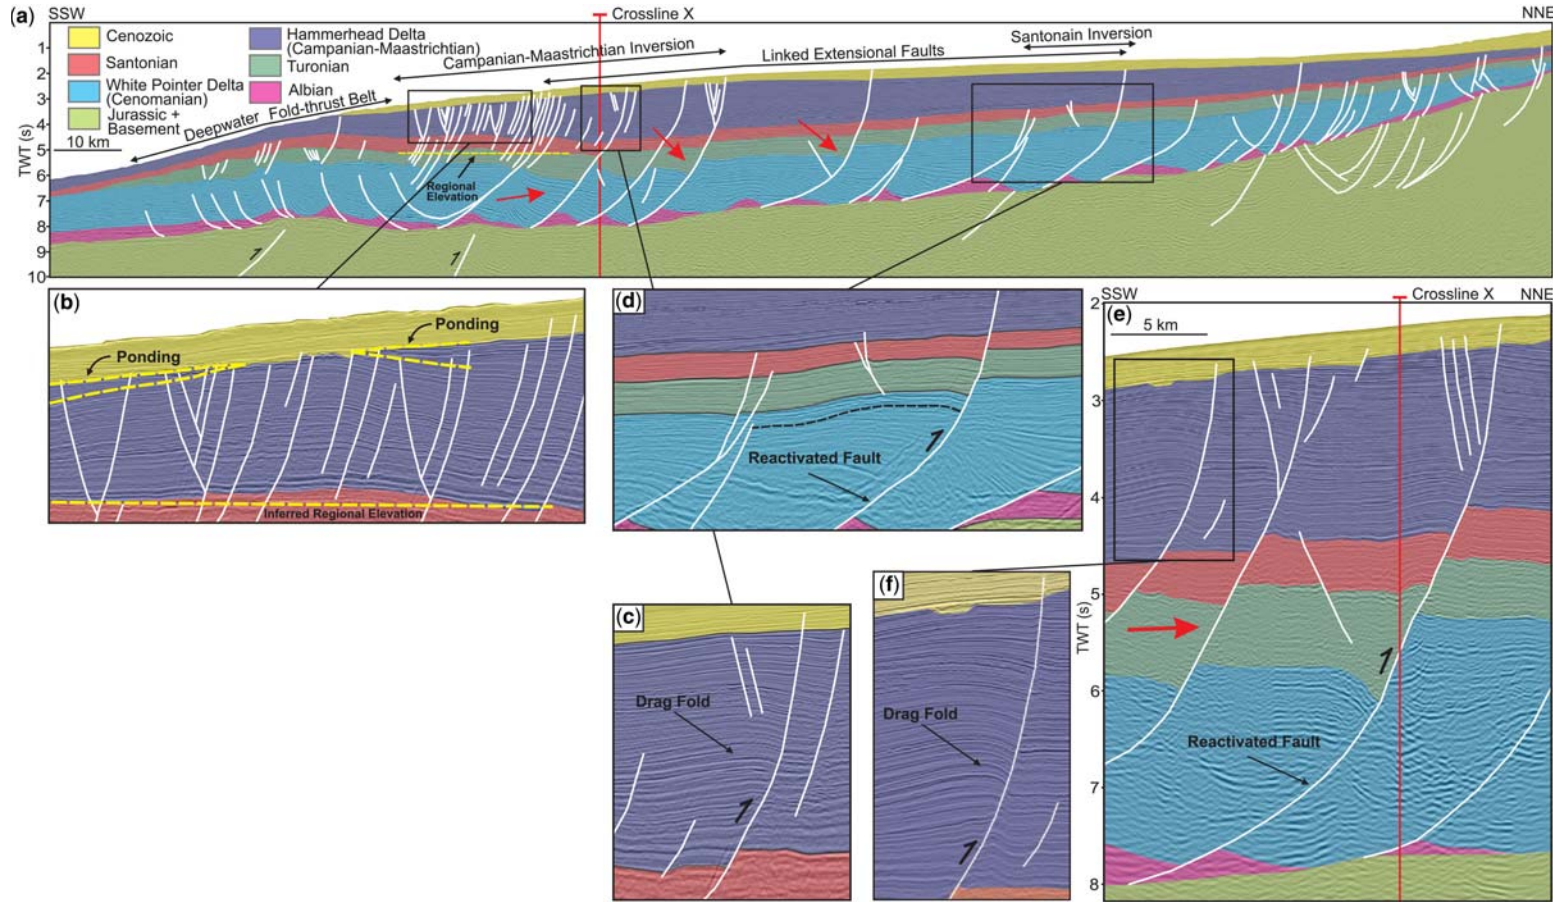 (a)
SSW
Crossline X
NNE
Cenozoic
Santonian
White Pointer Delta
(Cenomanian)
Jurassic +
Basement
Hammerhead Delta
(Campanian-Maastrichtian)
Turonian
Albian
Campanian-Maastrichtian Inversion
Linked Extensional Faults
Santonain Inversion
Deepwater Fold-thrust Belt
10 km
TWT (s)
1
2
3
4
5
6
7
8
9
10
Regional
Elevation
(b)
Ponding
Ponding
Inferred Regional Elevation
(d)
Reactivated Fault
SSW
Crossline X
NNE
(e)
5 km
2
3
4
5
6
7
8
TWT (s)
Reactivated Fault
(c)
Drag Fold
(f)
Drag Fold